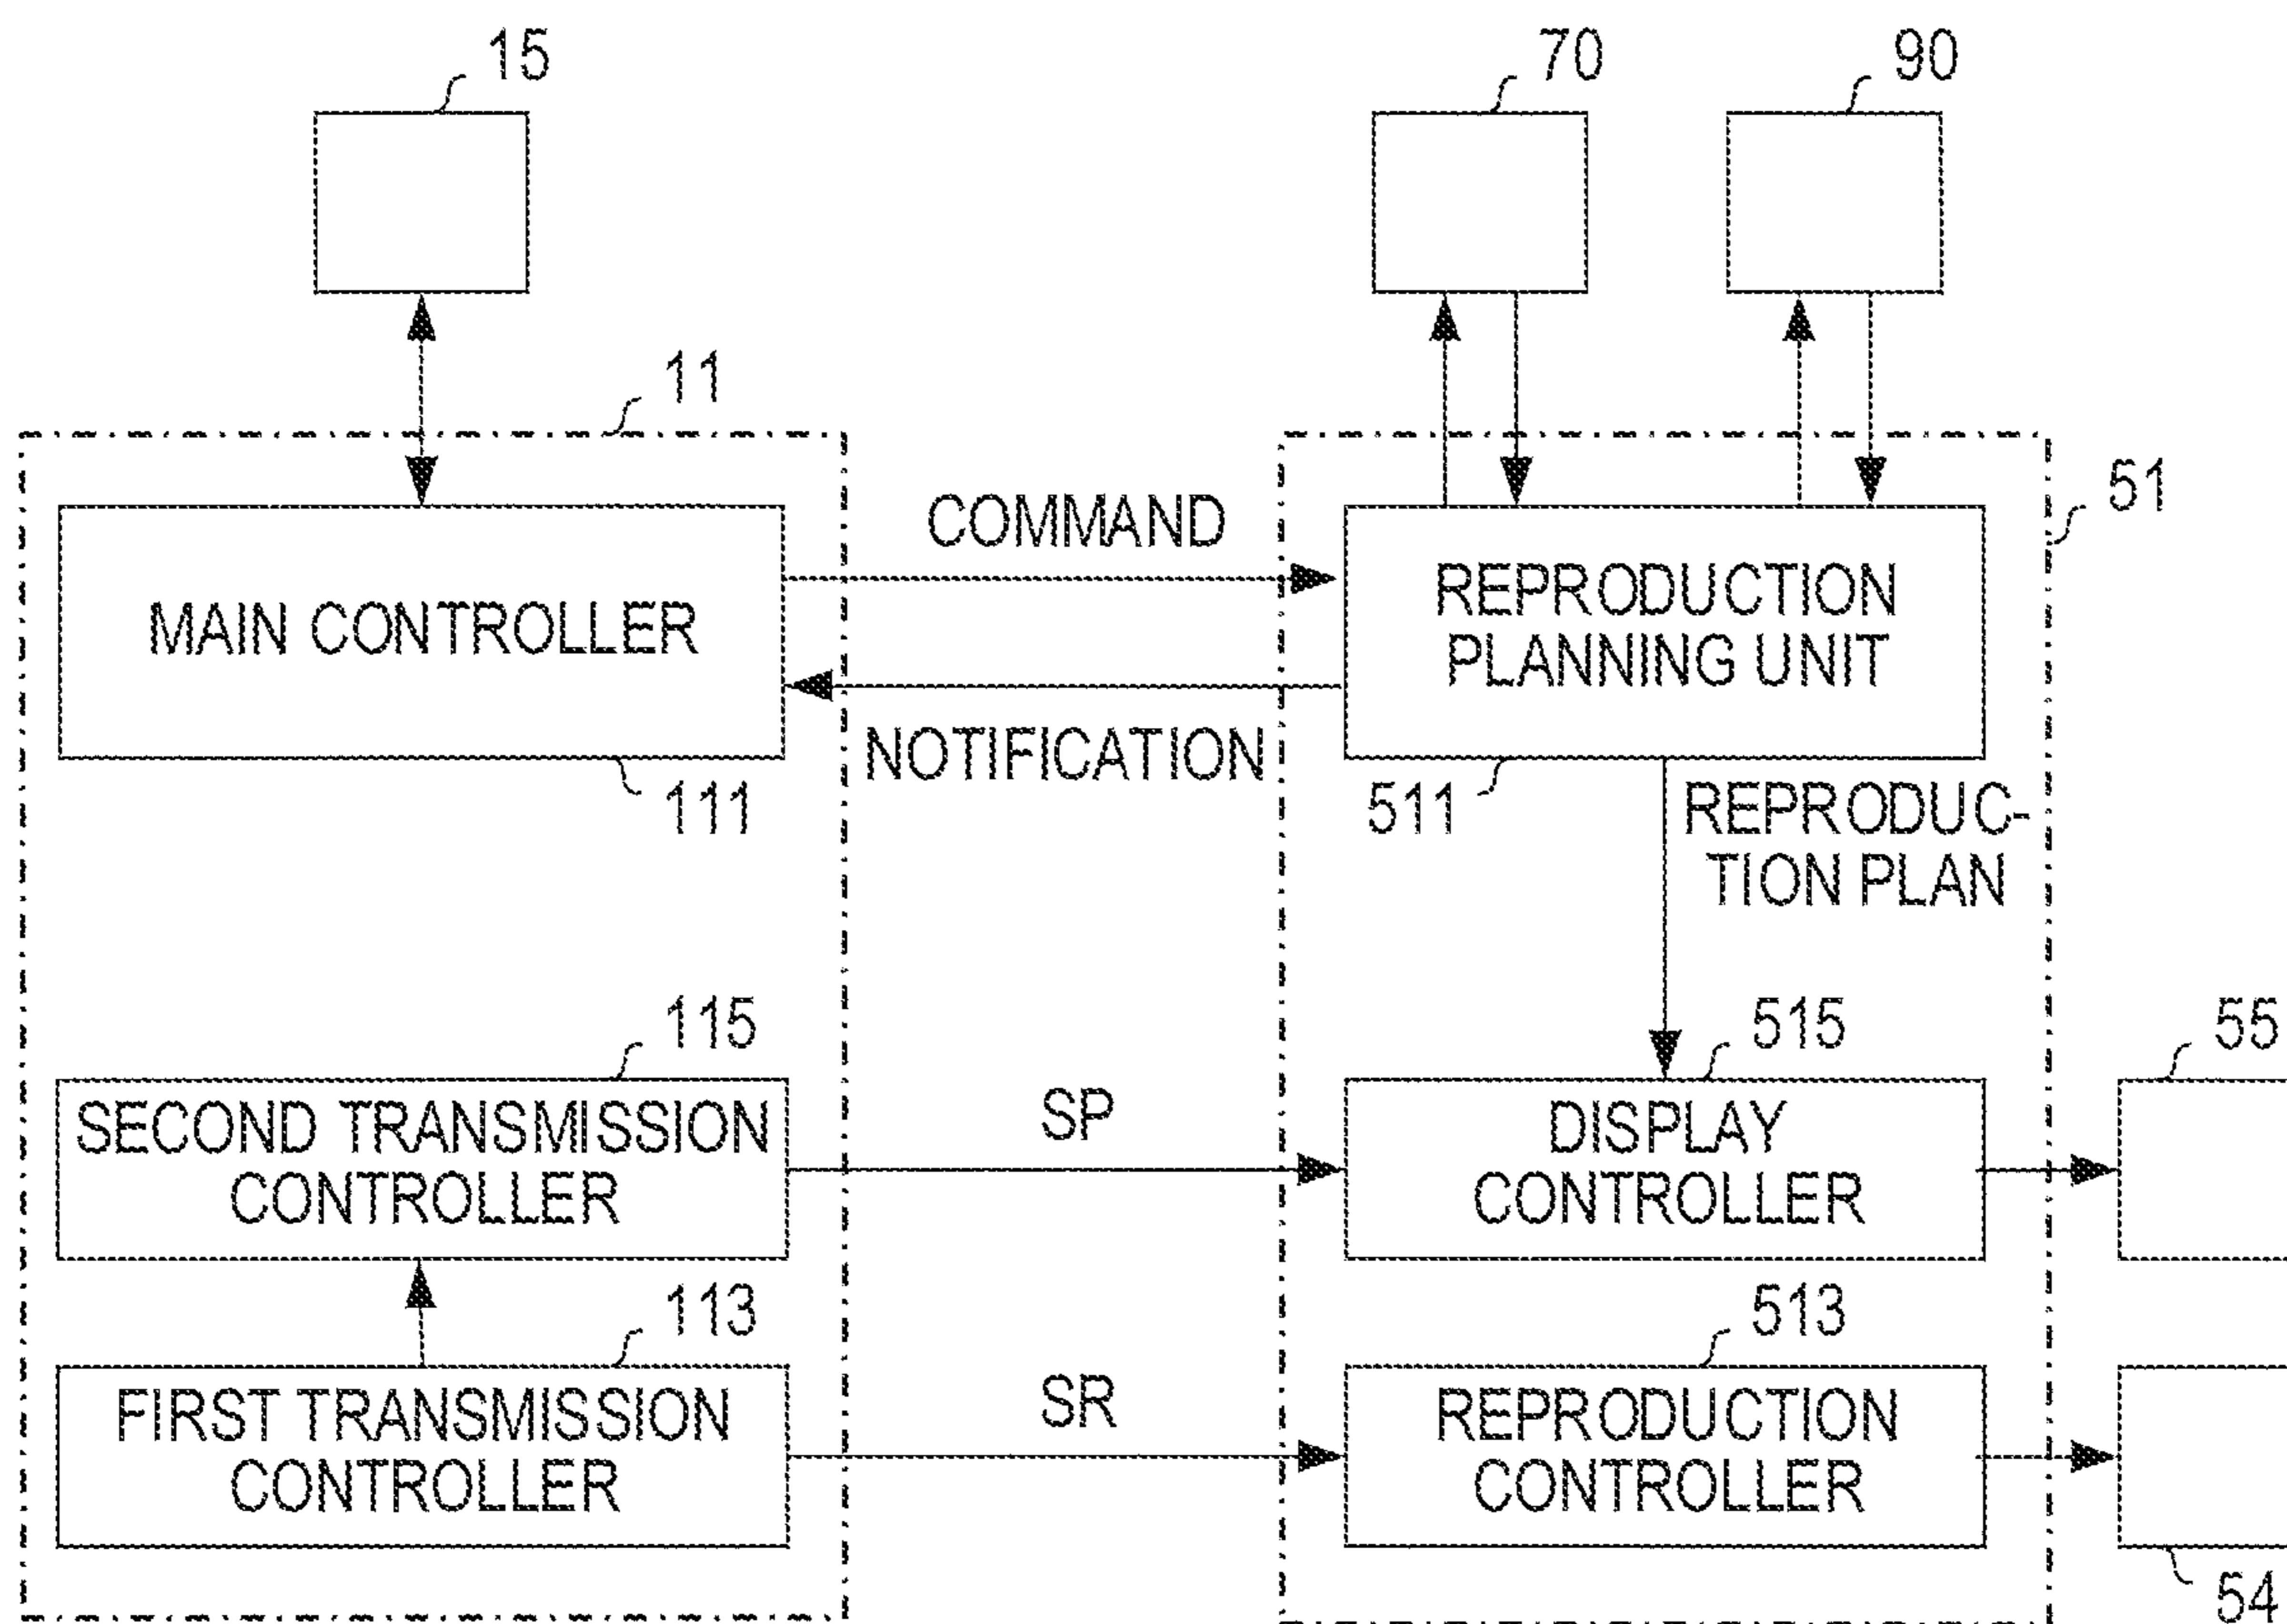 15
70
90
11
51
COMMAND
MAIN CONTROLLER
REPRODUCTION
PLANNING UNIT
NOTIFICATION
111
511
REPRODUC-
TION PLAN
115
515
55
SECOND TRANSMISSION
CONTROLLER
SP
DISPLAY
CONTROLLER
113
513
FIRST TRANSMISSION
CONTROLLER
SR
REPRODUCTION
CONTROLLER
54